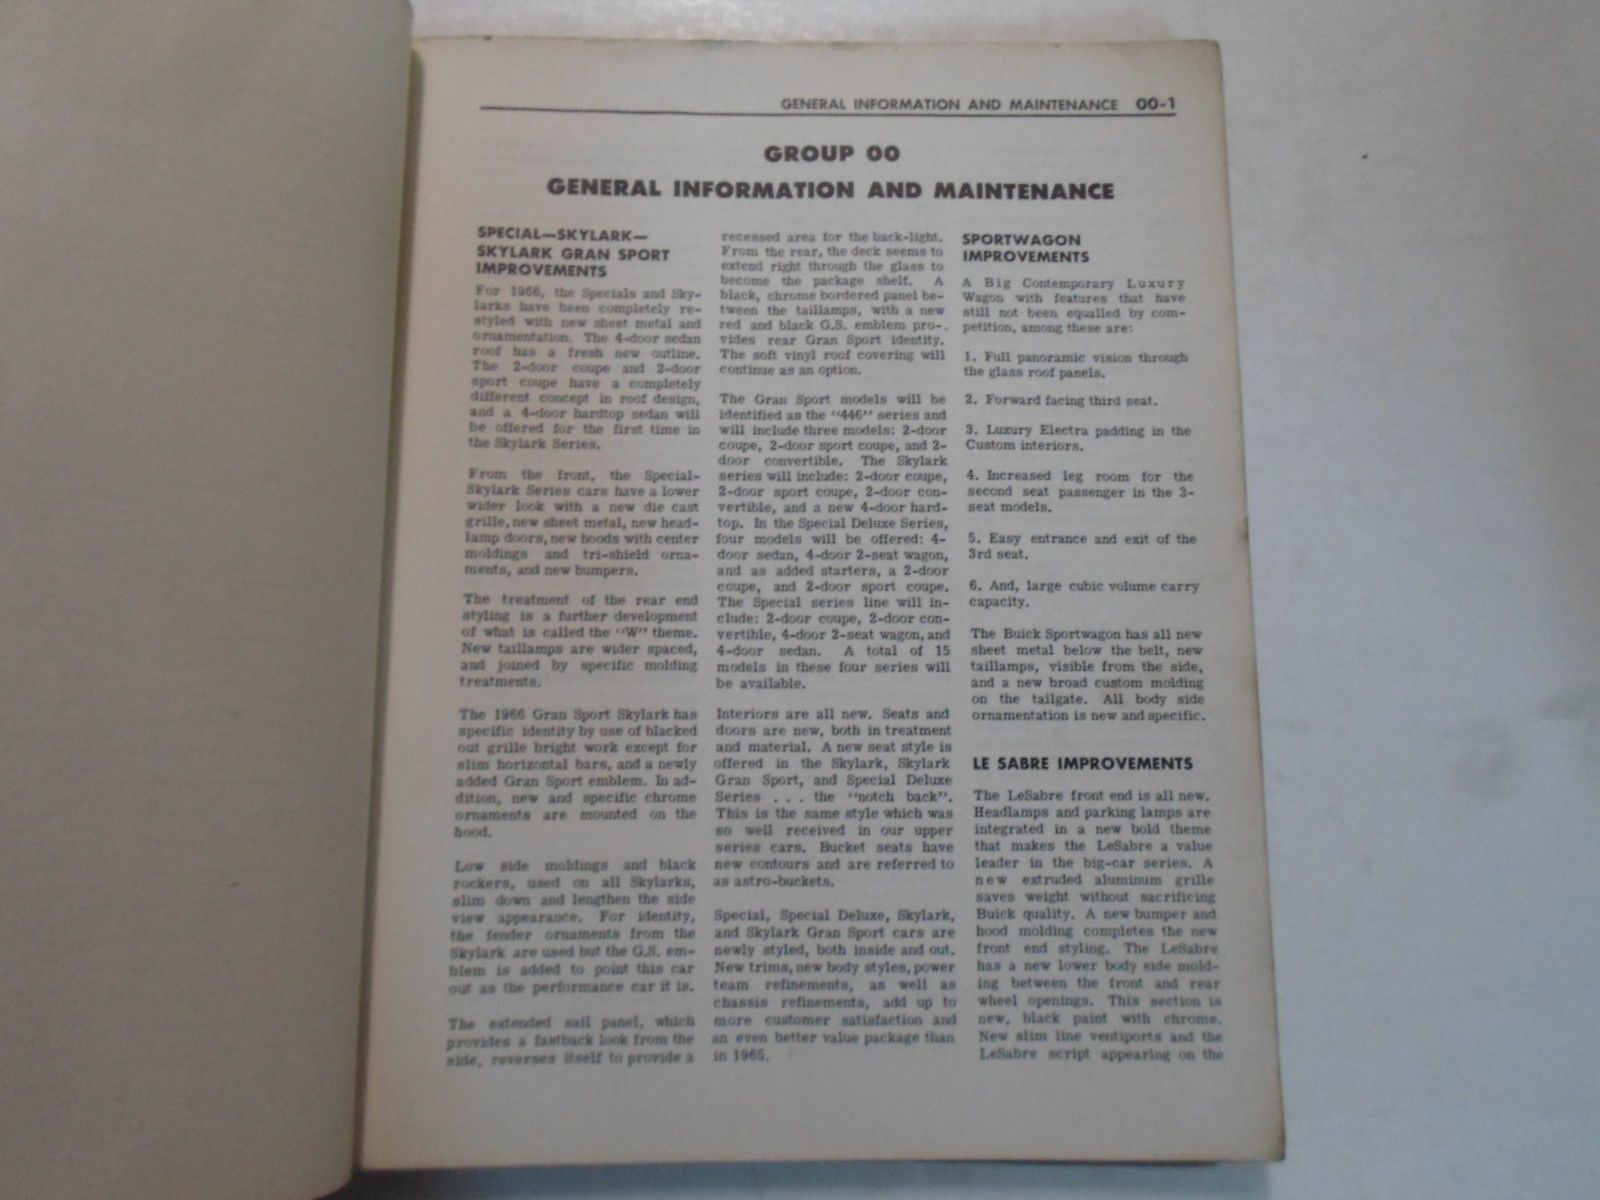 GENERAL INFORMATION AND MAINTENANCE 00-1
GROUP 00
GENERAL INFORMATION AND MAINTENANCE
SPECIAL—SKYLARK—
SKYLARK GRAN SPORT
IMPROVEMENTS
For 1966, the Specials and Sky-
larks have been completely re-
styled with new sheet metal and
ornamentation. The 4-door sedan
roof has a fresh new outline.
The 2-door coupe and 2-door
sport coupe have a completely
different concept in roof design,
and a 4-door hardtop sedan will
be offered for the first time in
the Skylark Series.
From the front, the Special-
Skylark Series cars have a lower
wider look with a new die cast
grille, new sheet metal, new head-
lamp doors, new hoods with center
moldings and tri-shield orna-
ments, and new bumpers.
The treatment of the rear end
styling is a further development
of what is called the "W" theme.
New taillamps are wider spaced,
and joined by specific molding
treatments.
The 1966 Gran Sport Skylark has
specific identity by use of blacked
out grille bright work except for
slim horizontal bars, and a newly
added Gran Sport emblem. In ad-
dition, new and specific chrome
ornaments are mounted on the
hood.
Low side moldings and black
rockers, used on all Skylarks,
slim down and lengthen the side
view appearance. For identity,
the fender ornaments from the
Skylark are used but the G.S. em-
blem is added to point this car
out as the performance car it is.
The extended sail panel, which
provides a fastback look from the
side, reverses itself to provide a
recessed area for the back-light.
From the rear, the deck seems to
extend right through the glass to
become the package shelf. A
black, chrome bordered panel be-
tween the taillamps, with a new
red and black G.S. emblem pro-
vides rear Gran Sport identity.
The soft vinyl roof covering will
continue as an option.
The Gran Sport models will be
identified as the "446" series and
will include three models: 2-door
coupe, 2-door sport coupe, and 2-
door convertible. The Skylark
series will include: 2-door coupe,
2-door sport coupe, 2-door con-
vertible, and a new 4-door hard-
top. In the Special Deluxe Series,
four models will be offered: 4-
door sedan, 4-door 2-seat wagon,
and as added starters, a 2-door
coupe, and 2-door sport coupe.
The Special series line will in-
clude: 2-door coupe, 2-door con-
vertible, 4-door 2-seat wagon, and
4-door sedan. A total of 15
models in these four series will
be available.
Interiors are all new. Seats and
doors are new, both in treatment
and material. A new seat style is
offered in the Skylark, Skylark
Gran Sport, and Special Deluxe
Series . . . the "notch back".
This is the same style which was
so well received in our upper
series cars. Bucket seats have
new contours and are referred to
as astro-buckets.
Special, Special Deluxe, Skylark,
and Skylark Gran Sport cars are
newly styled, both inside and out.
New trims, new body styles, power
team refinements, as well as
chassis refinements, add up to
more customer satisfaction and
an even better value package than
in 1965.
SPORTWAGON
IMPROVEMENTS
A Big Contemporary Luxury
Wagon with features that have
still not been equalled by com-
petition, among these are:
1. Full panoramic vision through
the glass roof panels.
2. Forward facing third seat.
3. Luxury Electra padding in the
Custom interiors.
4. Increased leg room for the
second seat passenger in the 3-
seat models.
5. Easy entrance and exit of the
3rd seat.
6. And, large cubic volume carry
capacity.
The Buick Sportwagon has all new
sheet metal below the belt, new
taillamps, visible from the side,
and a new broad custom molding
on the tailgate. All body side
ornamentation is new and specific.
LE SABRE IMPROVEMENTS
The LeSabre front end is all new.
Headlamps and parking lamps are
integrated in a new bold theme
that makes the LeSabre a value
leader in the big-car series. A
new extruded aluminum grille
saves weight without sacrificing
Buick quality. A new bumper and
hood molding completes the new
front end styling. The LeSabre
has a new lower body side mold-
ing between the front and rear
wheel openings. This section is
new, black paint with chrome.
New slim line ventiports and the
LeSabre script appearing on the